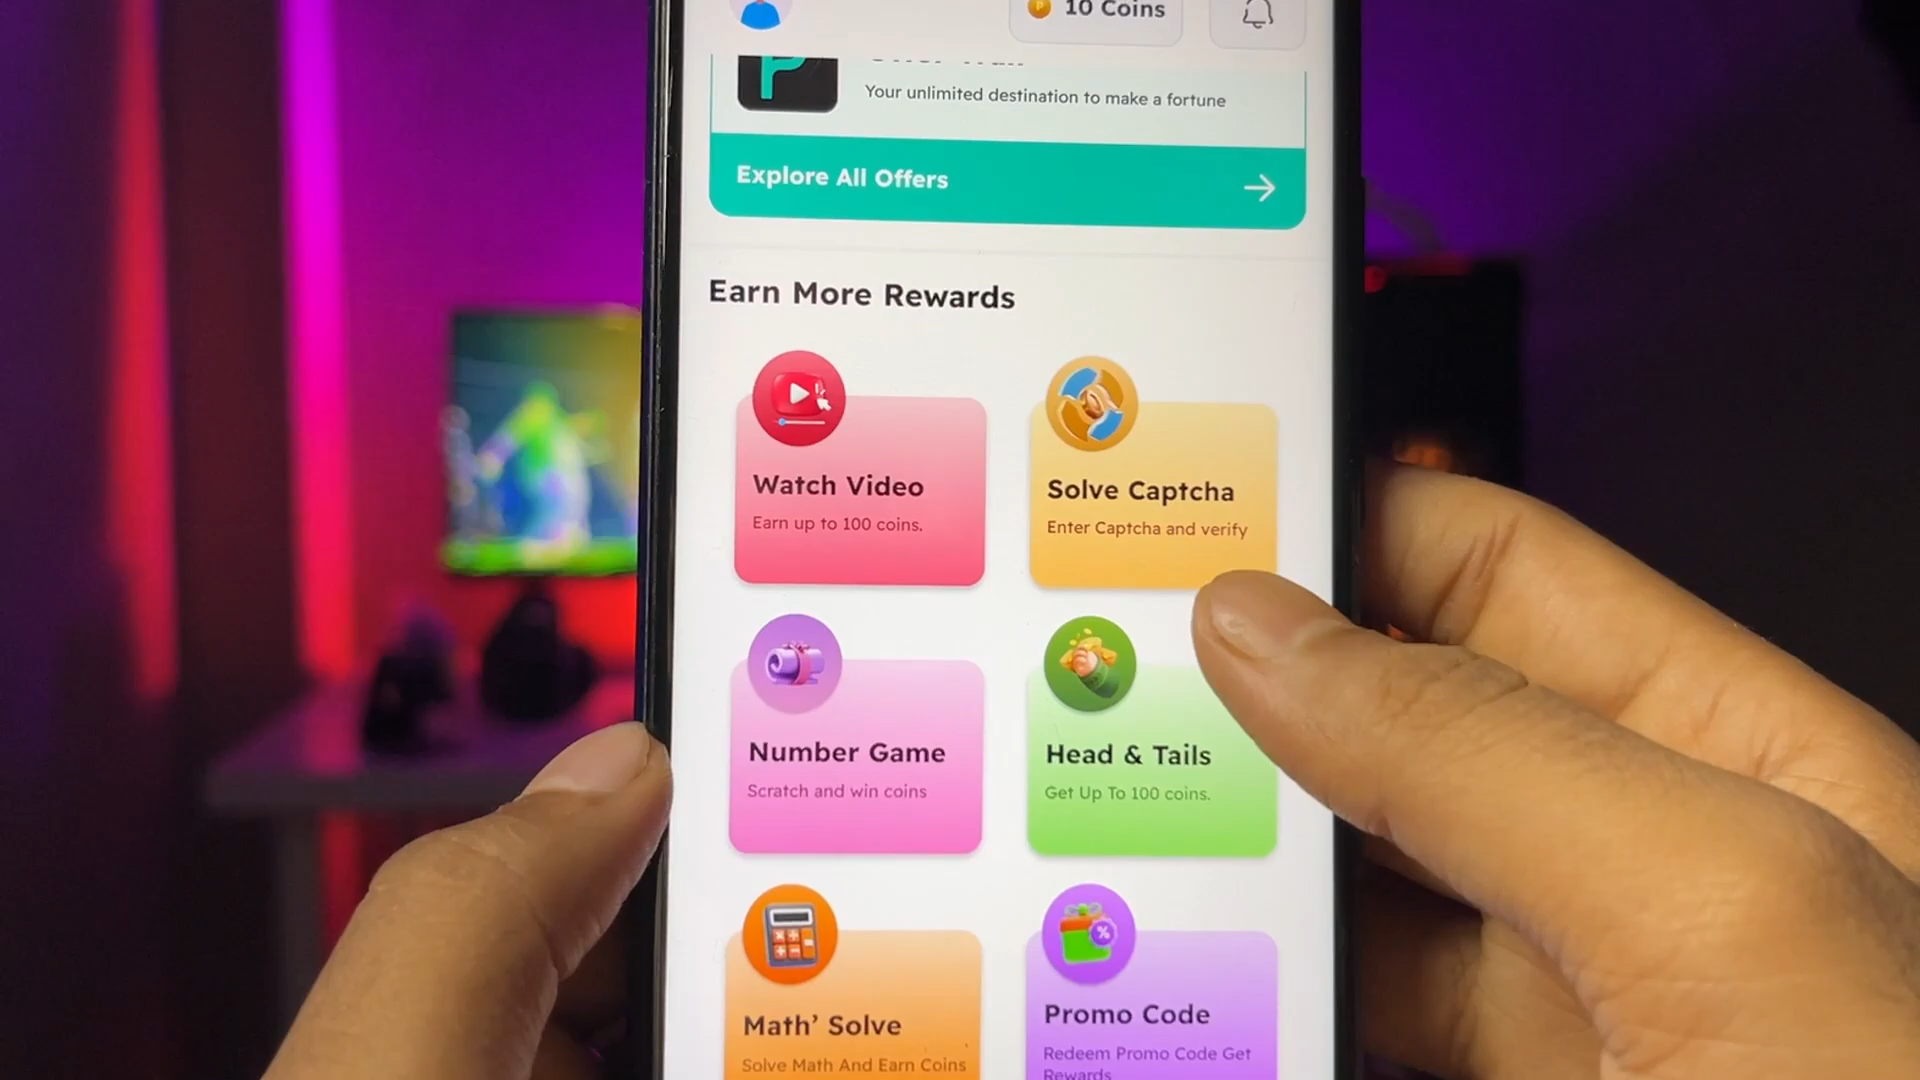 10 Coins
Your unlimited destination to make a fortune
Explore All Offers
Earn More Rewards
Watch Video
Earn up to 100 coins.
Solve Captcha
Enter Captcha and verify
Number Game
Scratch and win coins
Head & Tails
Get Up To 100 coins.
Math’ Solve
Solve Math And Earn Coins
Promo Code
Redeem Promo Code Get
Rewards